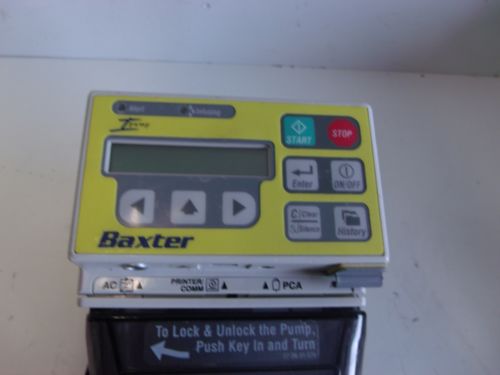 Alert Infusing
START STOP
Enter ON/OFF
C Clear
Silence
History
Baxter
AC
PRINTER/
COMM
PCA
To Lock & Unlock the Pump,
Push Key In and Turn